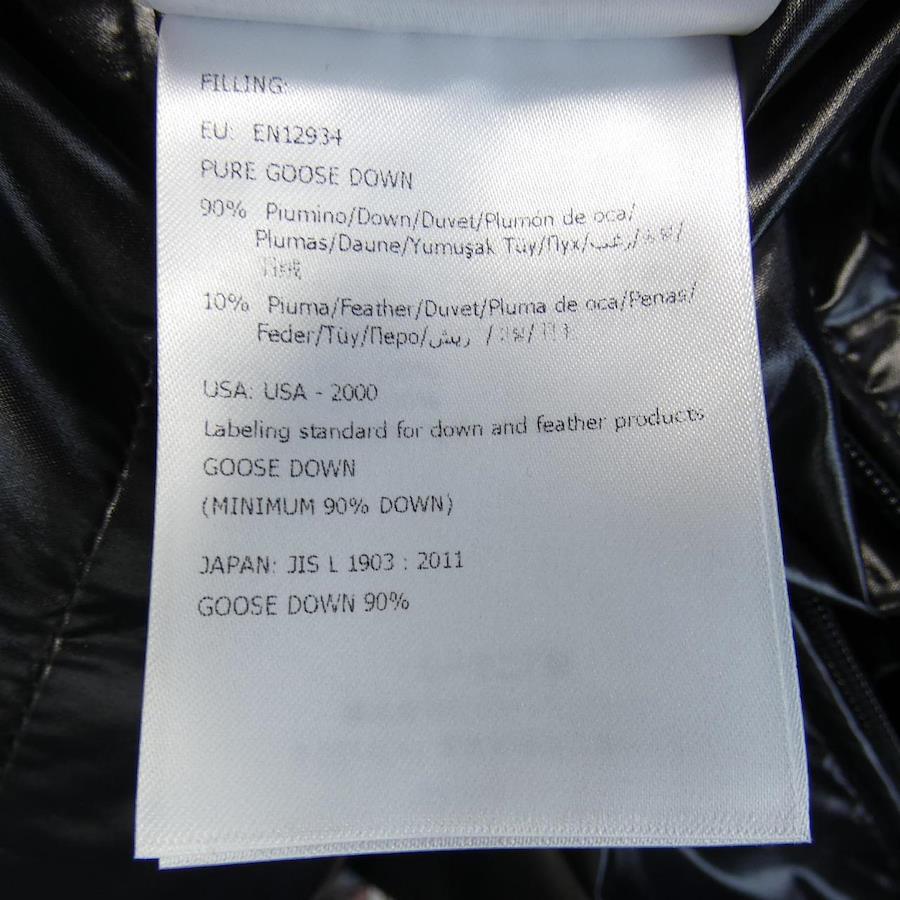 FILLING:
EU: EN12934
PURE GOOSE DOWN
90% Piumino/Down/Duvet/Plumón de oca/
Plumas/Daune/Yumuşak Tüy/Пух/زغب/
10% Piuma/Feather/Duvet/Pluma de oca/Penas/
Feder/Tüy/Перо/ريش/
USA: USA - 2000
Labeling standard for down and feather products
GOOSE DOWN
(MINIMUM 90% DOWN)
JAPAN: JIS L 1903 : 2011
GOOSE DOWN 90%